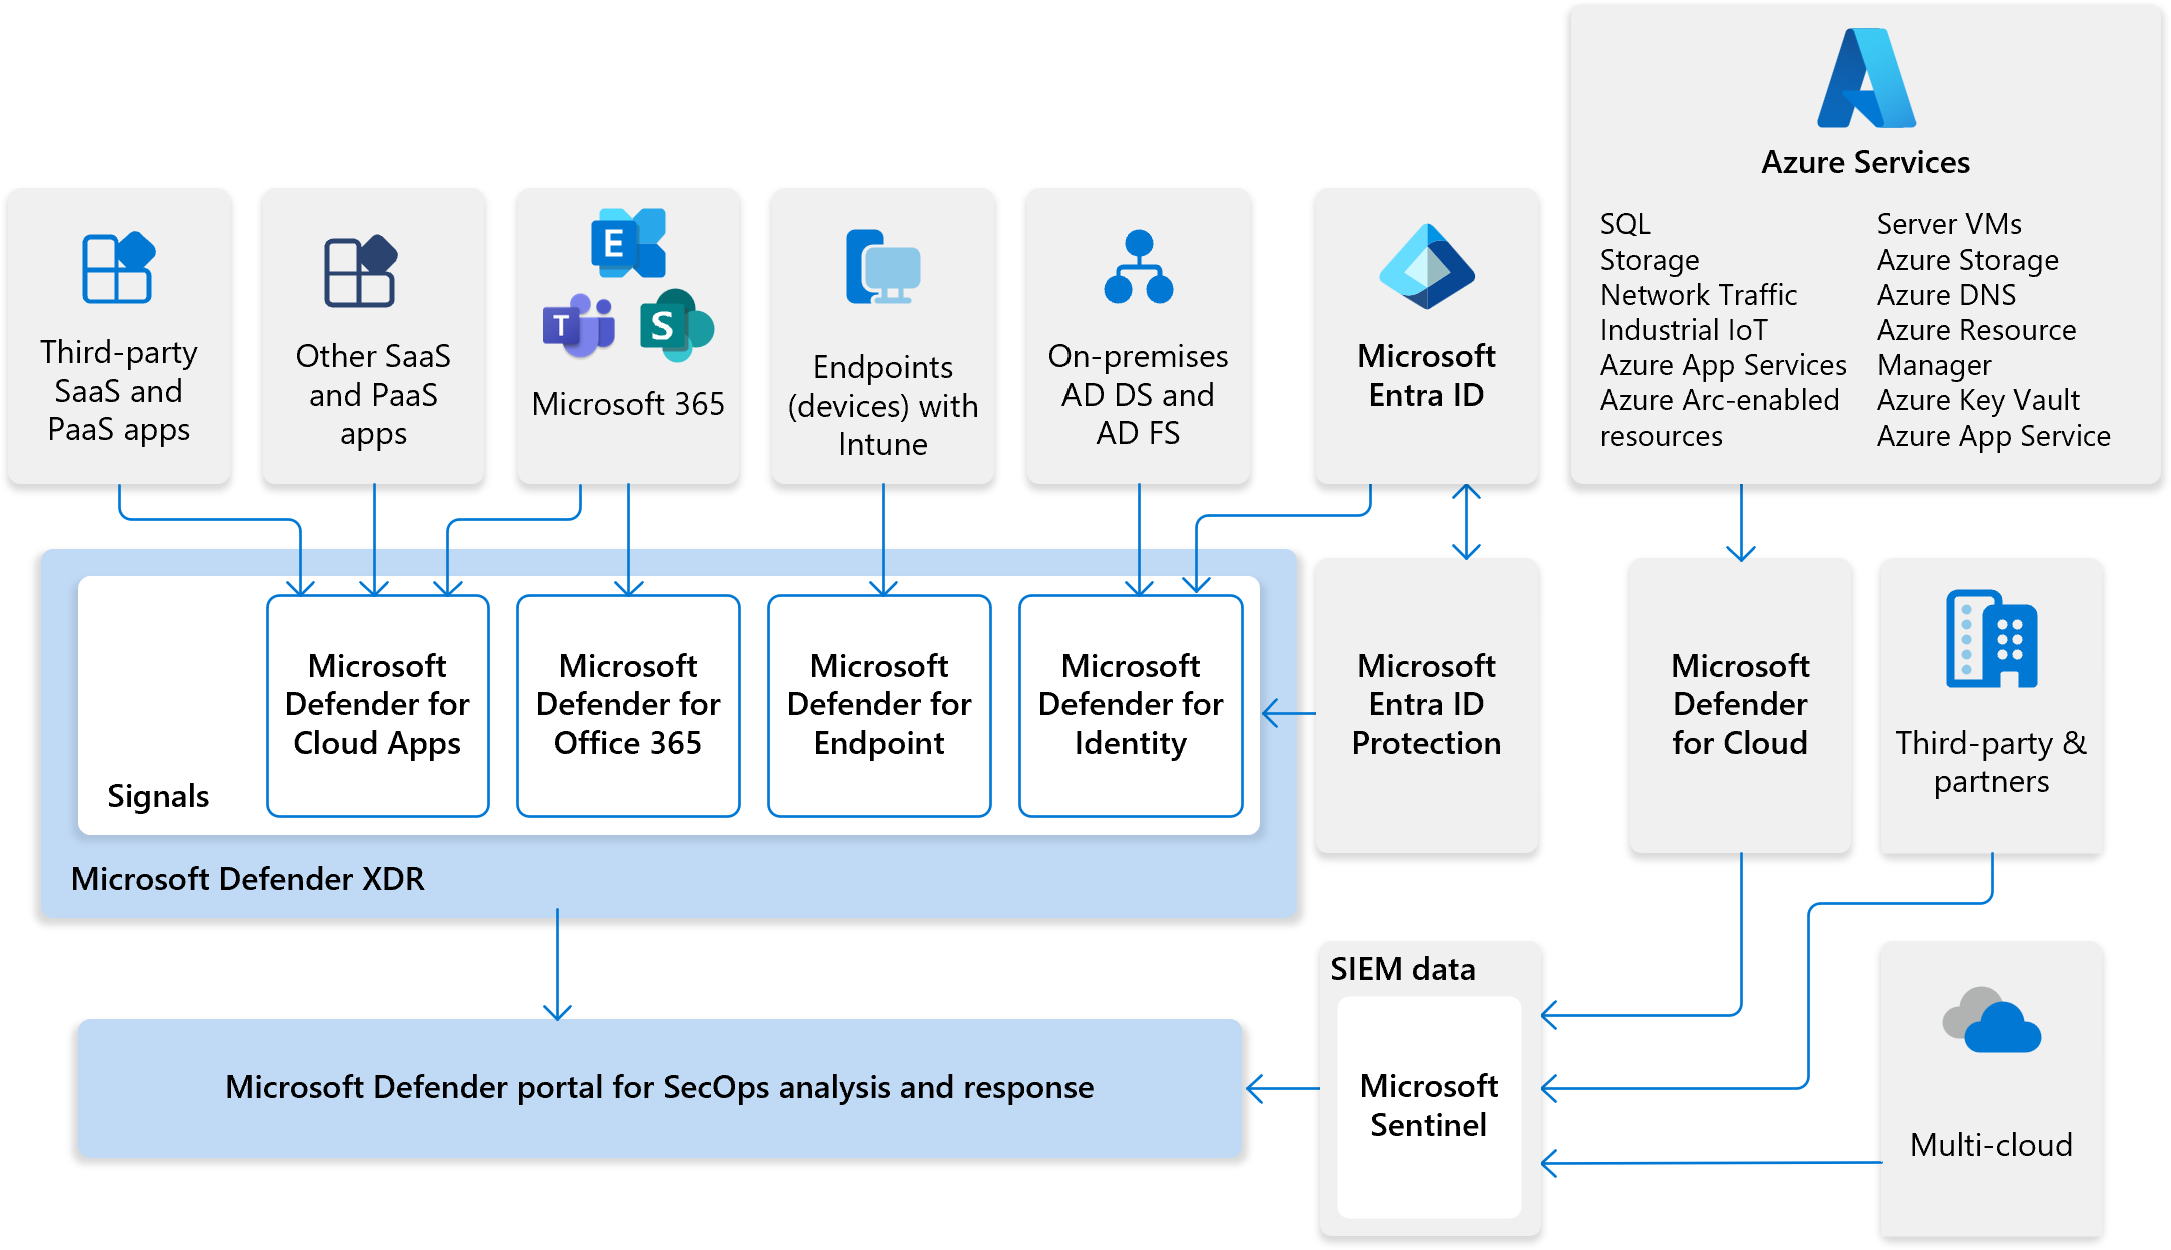 Azure Services
SQL
Storage
Network Traffic
Industrial IoT
Azure App Services
Azure Arc-enabled
resources
Server VMs
Azure Storage
Azure DNS
Azure Resource
Manager
Azure Key Vault
Azure App Service
Third-party
SaaS and
PaaS apps
Other SaaS
and PaaS
apps
E
T
S
Microsoft 365
Endpoints
(devices) with
Intune
On-premises
AD DS and
AD FS
Microsoft
Entra ID
Signals
Microsoft
Defender for
Cloud Apps
Microsoft
Defender for
Office 365
Microsoft
Defender for
Endpoint
Microsoft
Defender for
Identity
Microsoft Defender XDR
Microsoft
Entra ID
Protection
Microsoft
Defender
for Cloud
Third-party &
partners
Microsoft Defender portal for SecOps analysis and response
SIEM data
Microsoft
Sentinel
Multi-cloud